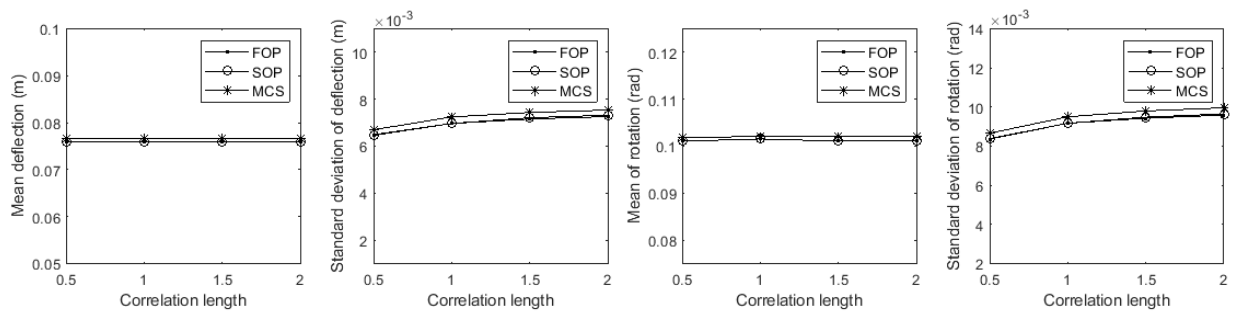 Mean deflection (m)
0.1
0.09
0.08
0.07
0.06
0.05
0.5
1
1.5
2
Correlation length
FOP
SOP
MCS
Standard deviation of deflection (m)
×10-3
10
8
6
4
2
0.5
1
1.5
2
Correlation length
FOP
SOP
MCS
Mean of rotation (rad)
0.12
0.11
0.1
0.09
0.08
0.5
1
1.5
2
Correlation length
FOP
SOP
MCS
Standard deviation of rotation (rad)
×10-3
14
12
10
8
6
4
2
0.5
1
1.5
2
Correlation length
FOP
SOP
MCS